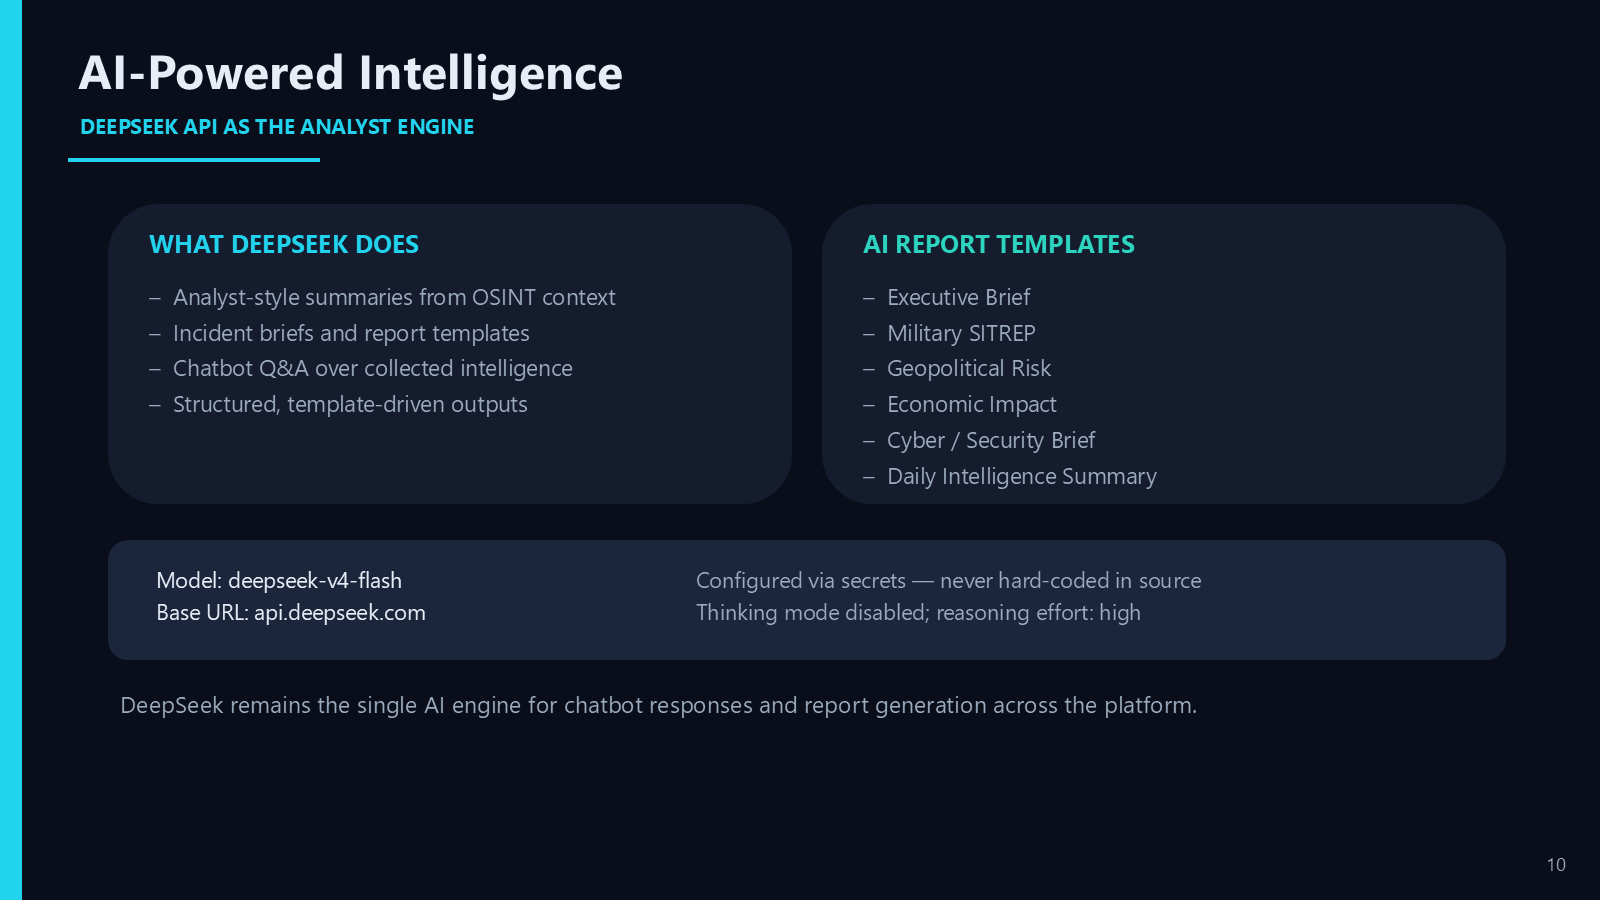 AI-Powered Intelligence
DEEPSEEK API AS THE ANALYST ENGINE
WHAT DEEPSEEK DOES
– Analyst-style summaries from OSINT context
– Incident briefs and report templates
– Chatbot Q&A over collected intelligence
– Structured, template-driven outputs
AI REPORT TEMPLATES
– Executive Brief
– Military SITREP
– Geopolitical Risk
– Economic Impact
– Cyber / Security Brief
– Daily Intelligence Summary
Model: deepseek-v4-flash
Base URL: api.deepseek.com
Configured via secrets — never hard-coded in source
Thinking mode disabled; reasoning effort: high
DeepSeek remains the single AI engine for chatbot responses and report generation across the platform.
10